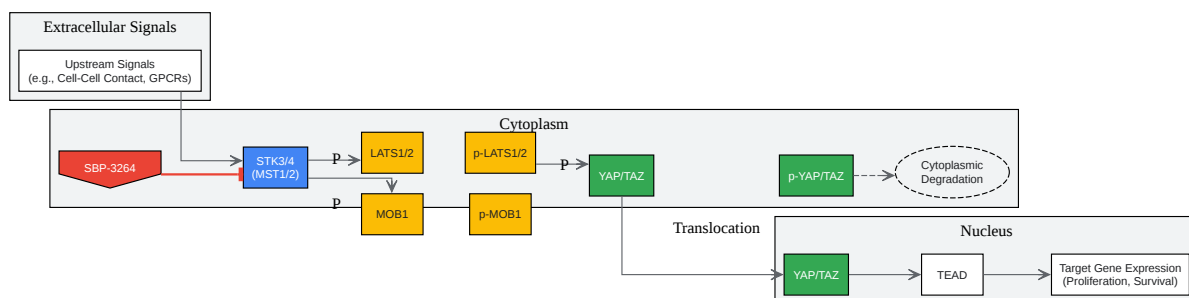 Extracellular Signals
Upstream Signals
(e.g., Cell-Cell Contact, GPCRs)
Cytoplasm
SBP-3264
STK3/4
(MST1/2)
P
LATS1/2
p-LATS1/2
P
YAP/TAZ
p-YAP/TAZ
Cytoplasmic
Degradation
P
MOB1
p-MOB1
Translocation
Nucleus
YAP/TAZ
TEAD
Target Gene Expression
(Proliferation, Survival)